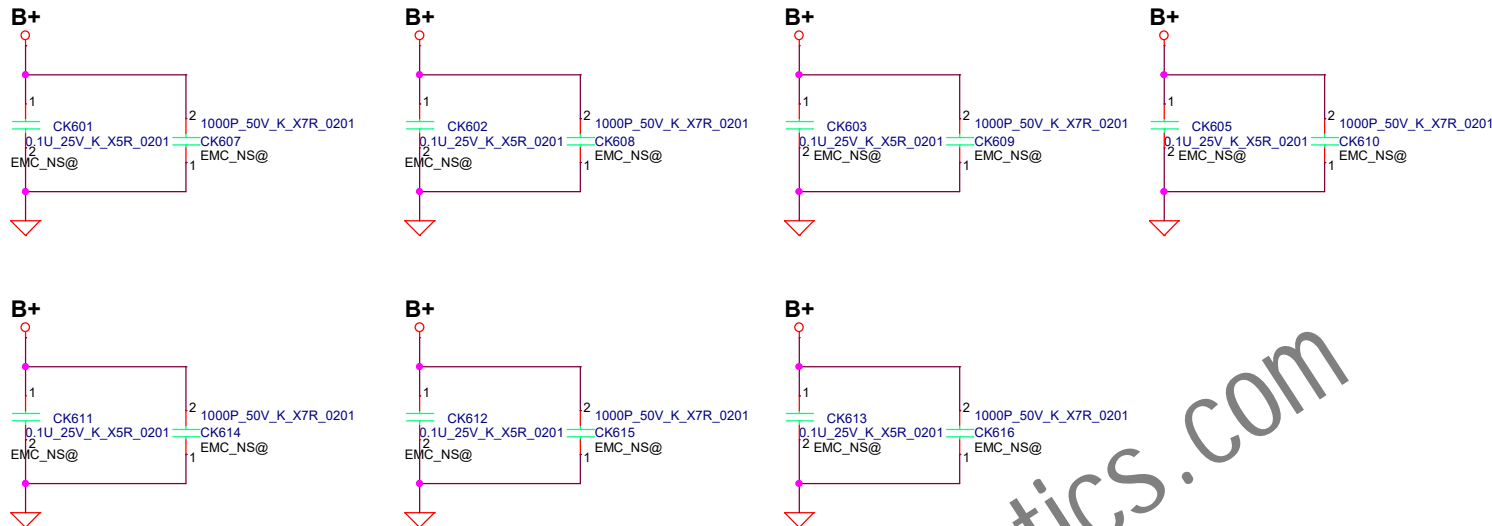 B+ B+ B+ B+
1 1 1 1
2 1000P_50V_K_X7R_0201 2 1000P_50V_K_X7R_0201 2 1000P_50V_K_X7R_0201 2 1000P_50V_K_X7R_0201
CK601 CK602 CK603 CK605
0.1U_25V_K_X5R_0201 CK607 0.1U_25V_K_X5R_0201 CK608 0.1U_25V_K_X5R_0201 CK609 0.1U_25V_K_X5R_0201 CK610
2 EMC_NS@ 2 EMC_NS@ 2 EMC_NS@ EMC_NS@ 2 EMC_NS@ EMC_NS@
EMC_NS@ 1 EMC_NS@ 1 1 1
B+ B+ B+
1 1 1
2 1000P_50V_K_X7R_0201 2 1000P_50V_K_X7R_0201 2 1000P_50V_K_X7R_0201
CK611 CK612 CK613
0.1U_25V_K_X5R_0201 CK614 0.1U_25V_K_X5R_0201 CK615 0.1U_25V_K_X5R_0201 CK616
2 EMC_NS@ 2 EMC_NS@ 2 EMC_NS@ EMC_NS@
EMC_NS@ 1 EMC_NS@ 1 1
tics.com